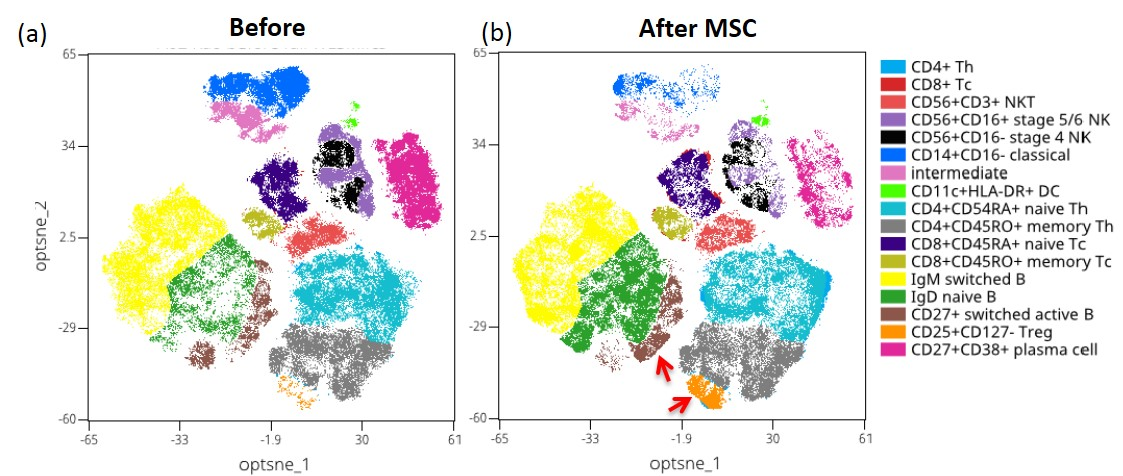 (a)
Before
(b)
After MSC
65
34
2.5
-29
-60
optsne_2
-65
-33
-1.9
30
61
optsne_1
65
34
2.5
-29
-60
-65
-33
-1.9
30
61
optsne_1
CD4+ Th
CD8+ Tc
CD56+CD3+ NKT
CD56+CD16+ stage 5/6 NK
CD56+CD16- stage 4 NK
CD14+CD16- classical
intermediate
CD11c+HLA-DR+ DC
CD4+CD54RA+ naive Th
CD4+CD45RO+ memory Th
CD8+CD45RA+ naive Tc
CD8+CD45RO+ memory Tc
IgM switched B
IgD naive B
CD27+ switched active B
CD25+CD127- Treg
CD27+CD38+ plasma cell